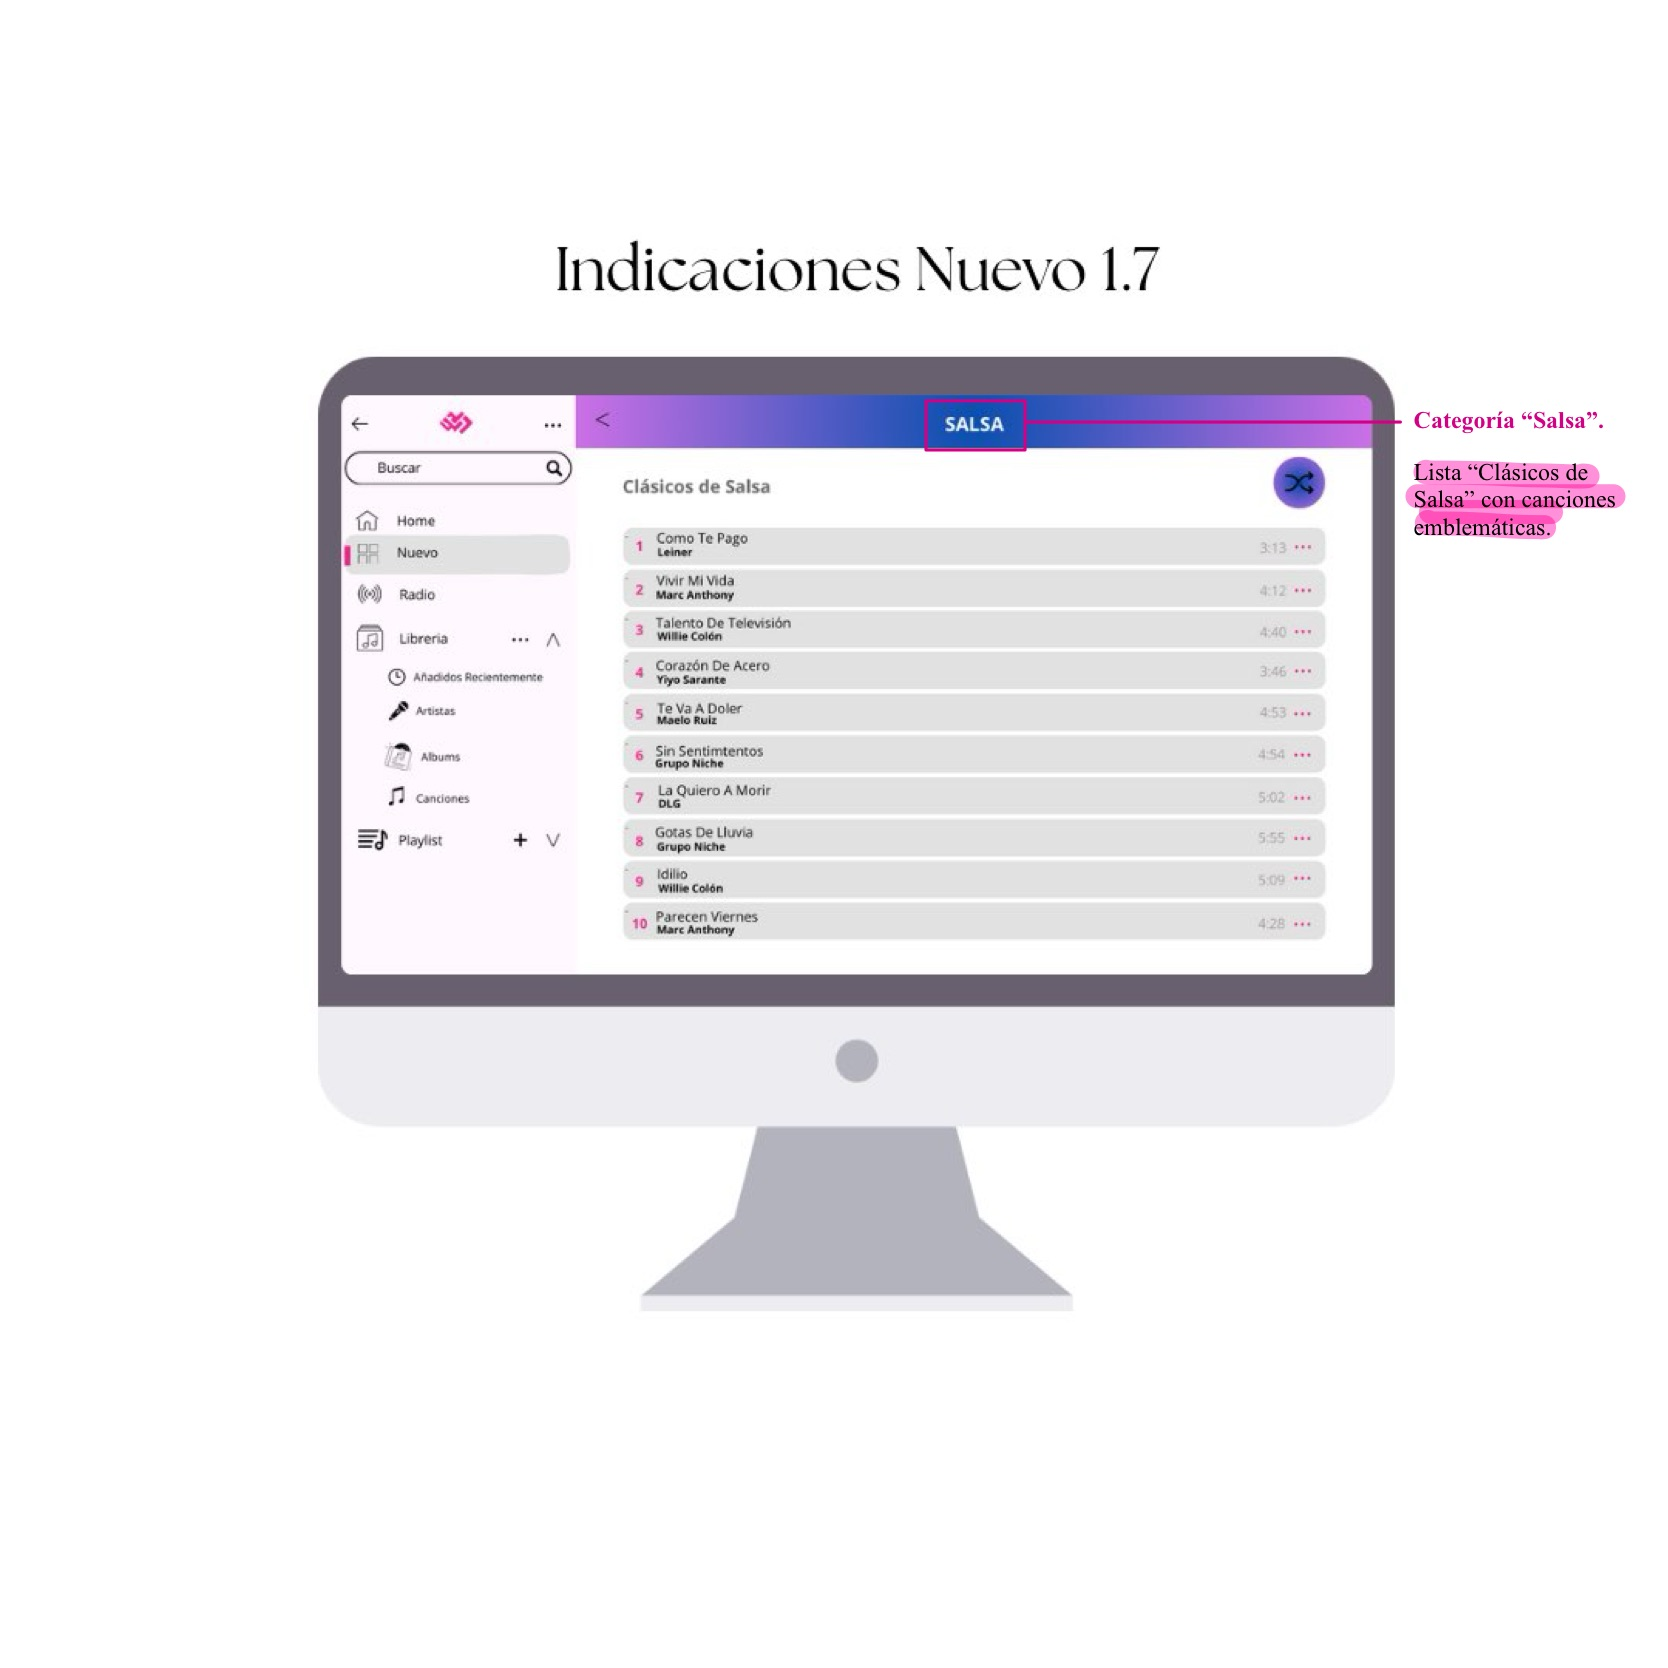 Indicaciones Nuevo 1.7
Buscar
Home
Nuevo
Radio
Libreria
Añadidos Recientemente
Artistas
Albums
Canciones
Playlist
SALSA
Clásicos de Salsa
1 Como Te Pago
Leiner
3:13
2 Vivir Mi Vida
Marc Anthony
4:12
3 Talento De Televisión
Willie Colón
4:40
4 Corazón De Acero
Yiyo Sarante
3:46
5 Te Va A Doler
Maelo Ruiz
4:53
6 Sin Sentimtentos
Grupo Niche
4:54
7 La Quiero A Morir
DLG
5:02
8 Gotas De Lluvia
Grupo Niche
5:55
9 Idilio
Willie Colón
5:09
10 Parecen Viernes
Marc Anthony
4:28
Categoría “Salsa”.
Lista “Clásicos de
Salsa” con canciones
emblemáticas.